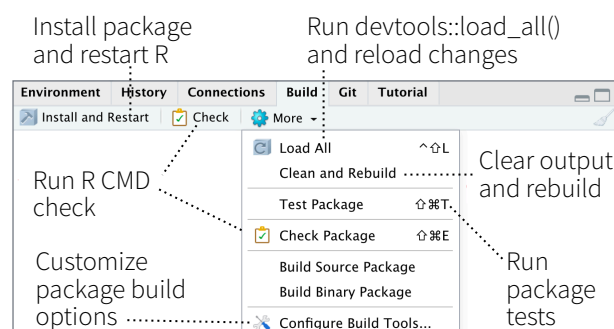 Install package
and restart R
Run devtools::load_all()
and reload changes
Environment History Connections Build Git Tutorial
Install and Restart Check More
Load All ^⇧L
Clean and Rebuild
Clear output
and rebuild
Run R CMD
check
Test Package ⇧⌘T
Check Package ⇧⌘E
Customize
package build
options
Build Source Package
Build Binary Package
Run
package
tests
Configure Build Tools...